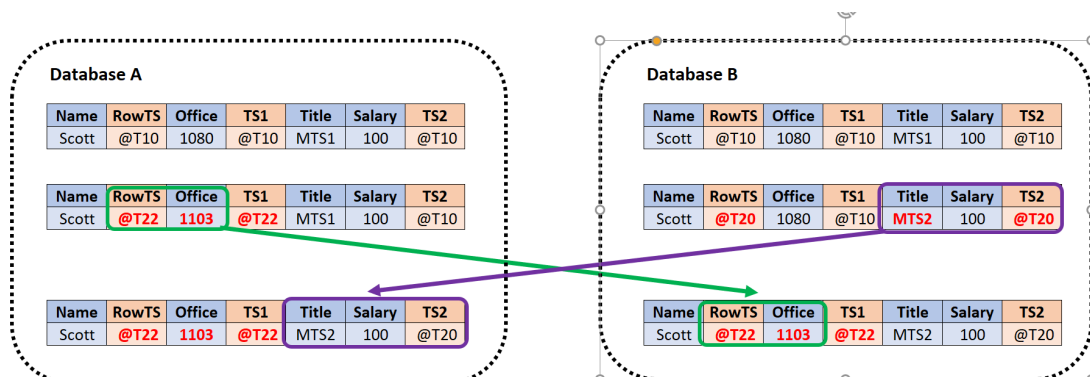 Database A
Name RowTS Office TS1 Title Salary TS2
Scott @T10 1080 @T10 MTS1 100 @T10
Name RowTS Office TS1 Title Salary TS2
Scott @T22 1103 @T22 MTS1 100 @T10
Name RowTS Office TS1 Title Salary TS2
Scott @T22 1103 @T22 MTS2 100 @T20
Database B
Name RowTS Office TS1 Title Salary TS2
Scott @T10 1080 @T10 MTS1 100 @T10
Name RowTS Office TS1 Title Salary TS2
Scott @T20 1080 @T10 MTS2 100 @T20
Name RowTS Office TS1 Title Salary TS2
Scott @T22 1103 @T22 MTS2 100 @T20